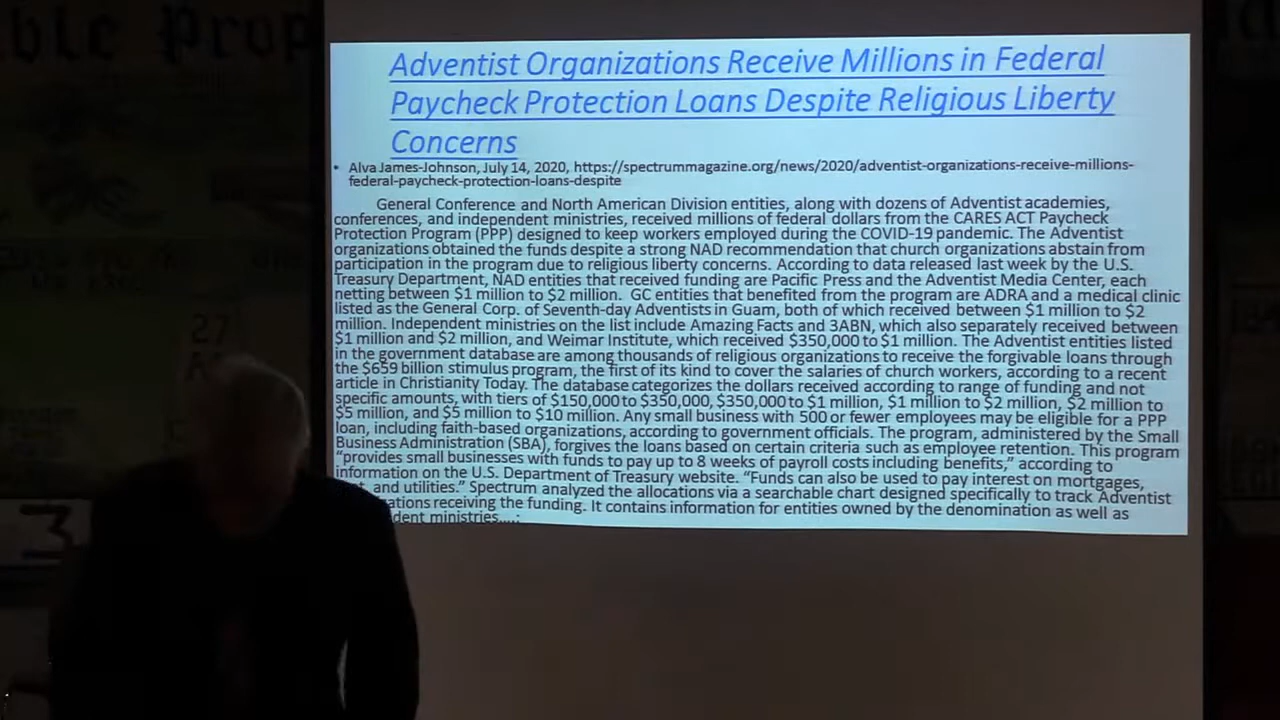 ble Prop
Adventist Organizations Receive Millions in Federal
Paycheck Protection Loans Despite Religious Liberty
Concerns
• Alva James-Johnson, July 14, 2020, https://spectrummagazine.org/news/2020/adventist-organizations-receive-millions-
federal-paycheck-protection-loans-despite
General Conference and North American Division entities, along with dozens of Adventist academies,
conferences, and independent ministries, received millions of federal dollars from the CARES ACT Paycheck
Protection Program (PPP) designed to keep workers employed during the COVID-19 pandemic. The Adventist
organizations obtained the funds despite a strong NAD recommendation that church organizations abstain from
participation in the program due to religious liberty concerns. According to data released last week by the U.S.
Treasury Department, NAD entities that received funding are Pacific Press and the Adventist Media Center, each
netting between $1 million to $2 million. GC entities that benefited from the program are ADRA and a medical clinic
listed as the General Corp. of Seventh-day Adventists in Guam, both of which received between $1 million to $2
million. Independent ministries on the list include Amazing Facts and 3ABN, which also separately received between
$1 million and $2 million, and Weimar Institute, which received $350,000 to $1 million. The Adventist entities listed
in the government database are among thousands of religious organizations to receive the forgivable loans through
the $659 billion stimulus program, the first of its kind to cover the salaries of church workers, according to a recent
article in Christianity Today. The database categorizes the dollars received according to range of funding and not
specific amounts, with tiers of $150,000 to $350,000, $350,000 to $1 million, $1 million to $2 million, $2 million to
$5 million, and $5 million to $10 million. Any small business with 500 or fewer employees may be eligible for a PPP
loan, including faith-based organizations, according to government officials. The program, administered by the Small
Business Administration (SBA), forgives the loans based on certain criteria such as employee retention. This program
“provides small businesses with funds to pay up to 8 weeks of payroll costs including benefits,” according to
information on the U.S. Department of Treasury website. “Funds can also be used to pay interest on mortgages,
and utilities.” Spectrum analyzed the allocations via a searchable chart designed specifically to track Adventist
ations receiving the funding. It contains information for entities owned by the denomination as well as
dent ministries....;
27
3